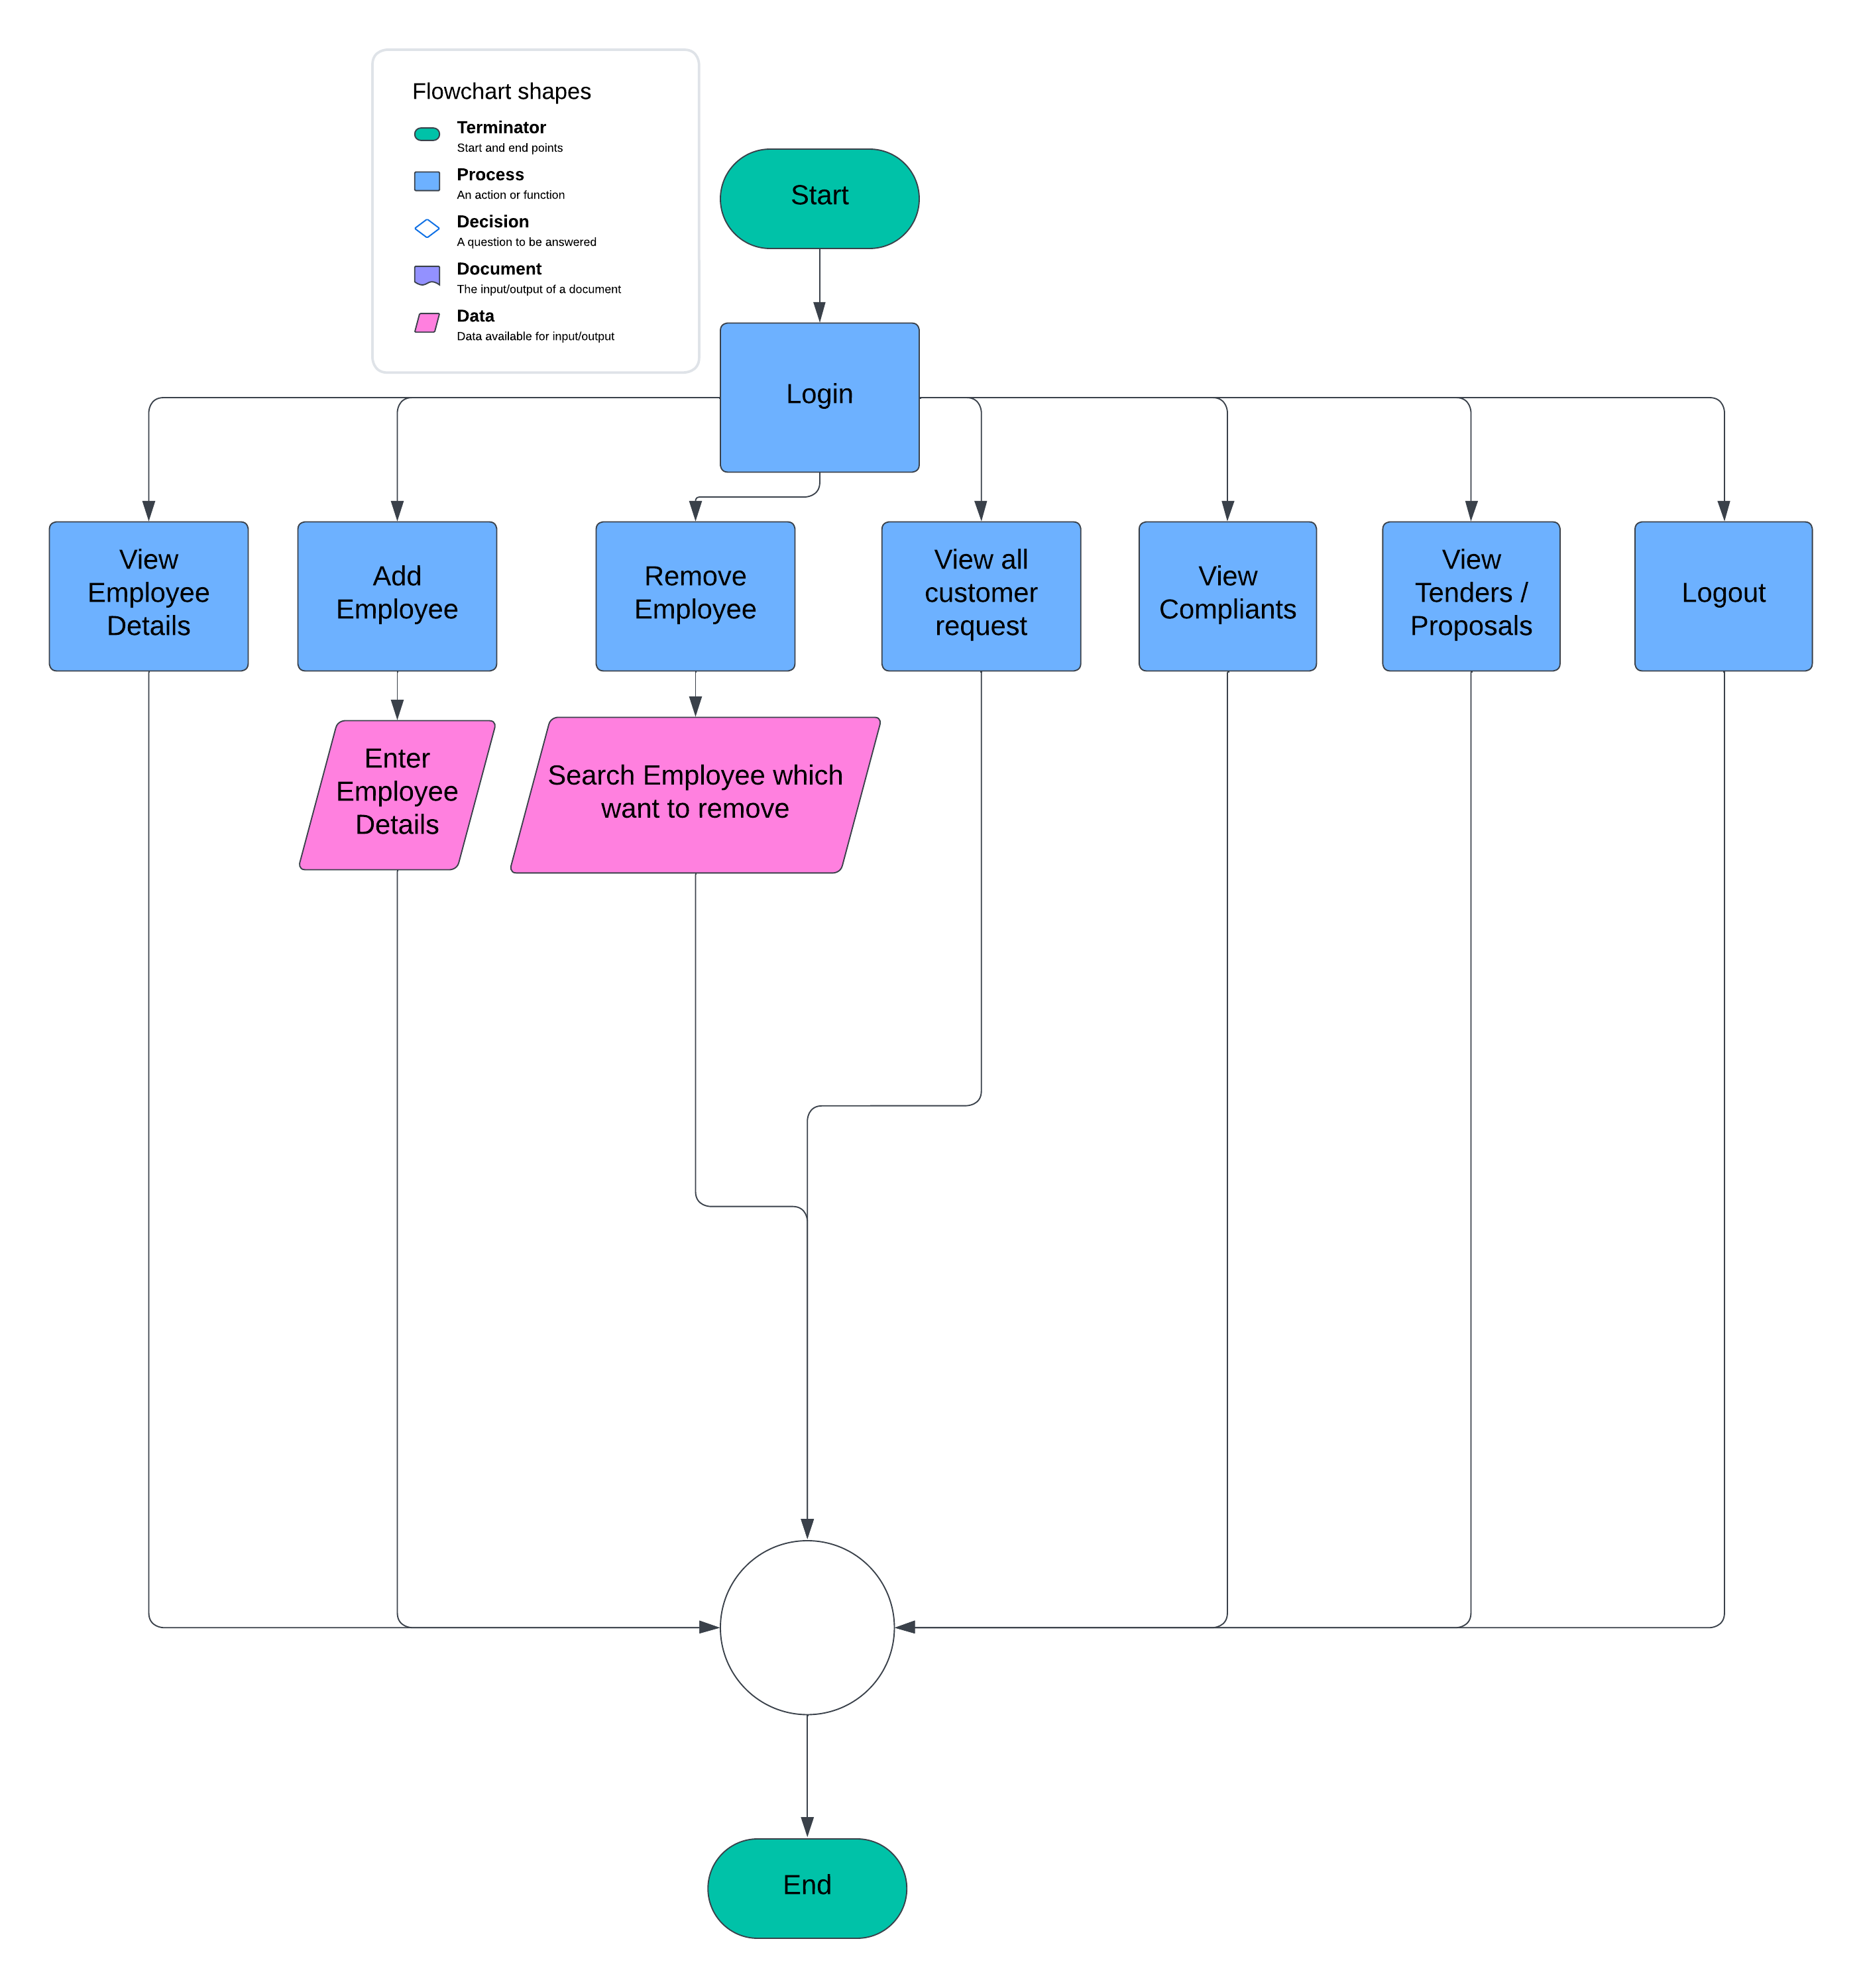 Flowchart shapes
Terminator
Start and end points
Process
An action or function
Decision
A question to be answered
Document
The input/output of a document
Data
Data available for input/output
Start
Login
View
Employee
Details
Add
Employee
Remove
Employee
View all
customer
request
View
Compliants
View
Tenders /
Proposals
Logout
Enter
Employee
Details
Search Employee which
want to remove
End